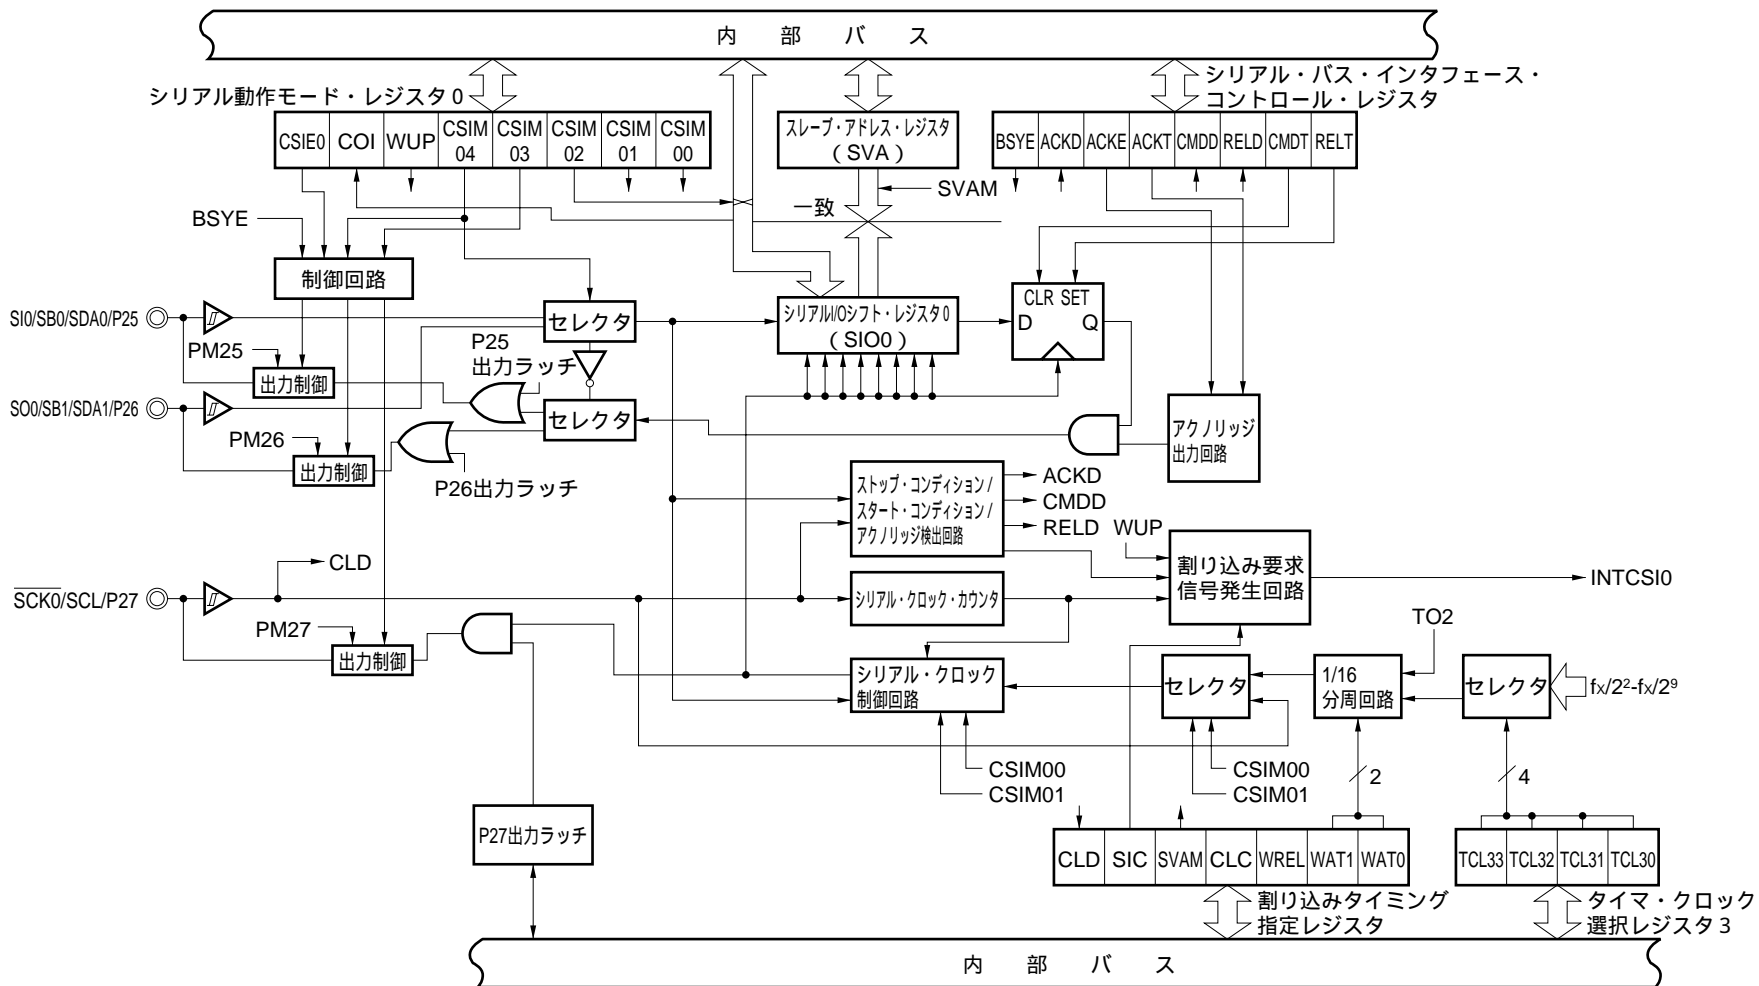 内 部 バ ス
シリアル動作モード・レジスタ0
シリアル・バス・インタフェース・
コントロール・レジスタ
CSIE0 COI WUP CSIM04 CSIM03 CSIM02 CSIM01 CSIM00
スレーブ・アドレス・レジスタ
(SVA)
BSYE ACKD ACKE ACKT CMDD RELD CMDT RELT
SVAM
一致
BSYE
制御回路
SI0/SB0/SDA0/P25
セレクタ
シリアルI/Oシフト・レジスタ0
(SIO0)
CLR SET
D Q
PM25
出力制御
P25
出力ラッチ
SO0/SB1/SDA1/P26
セレクタ
アクノリッジ
出力回路
PM26
出力制御
P26出力ラッチ
ストップ・コンディション/
スタート・コンディション/
アクノリッジ検出回路
ACKD
CMDD
RELD
WUP
割り込み要求
信号発生回路
INTCSI0
CLD
SCK0/SCL/P27
シリアル・クロック・カウンタ
PM27
出力制御
TO2
シリアル・クロック
制御回路
セレクタ
1/16
分周回路
セレクタ
fX/2²-fX/2⁹
CSIM00
CSIM01
CSIM00
CSIM01
2
4
P27出力ラッチ
CLD SIC SVAM CLC WREL WAT1 WAT0
TCL33 TCL32 TCL31 TCL30
割り込みタイミング
指定レジスタ
タイマ・クロック
選択レジスタ3
内 部 バ ス